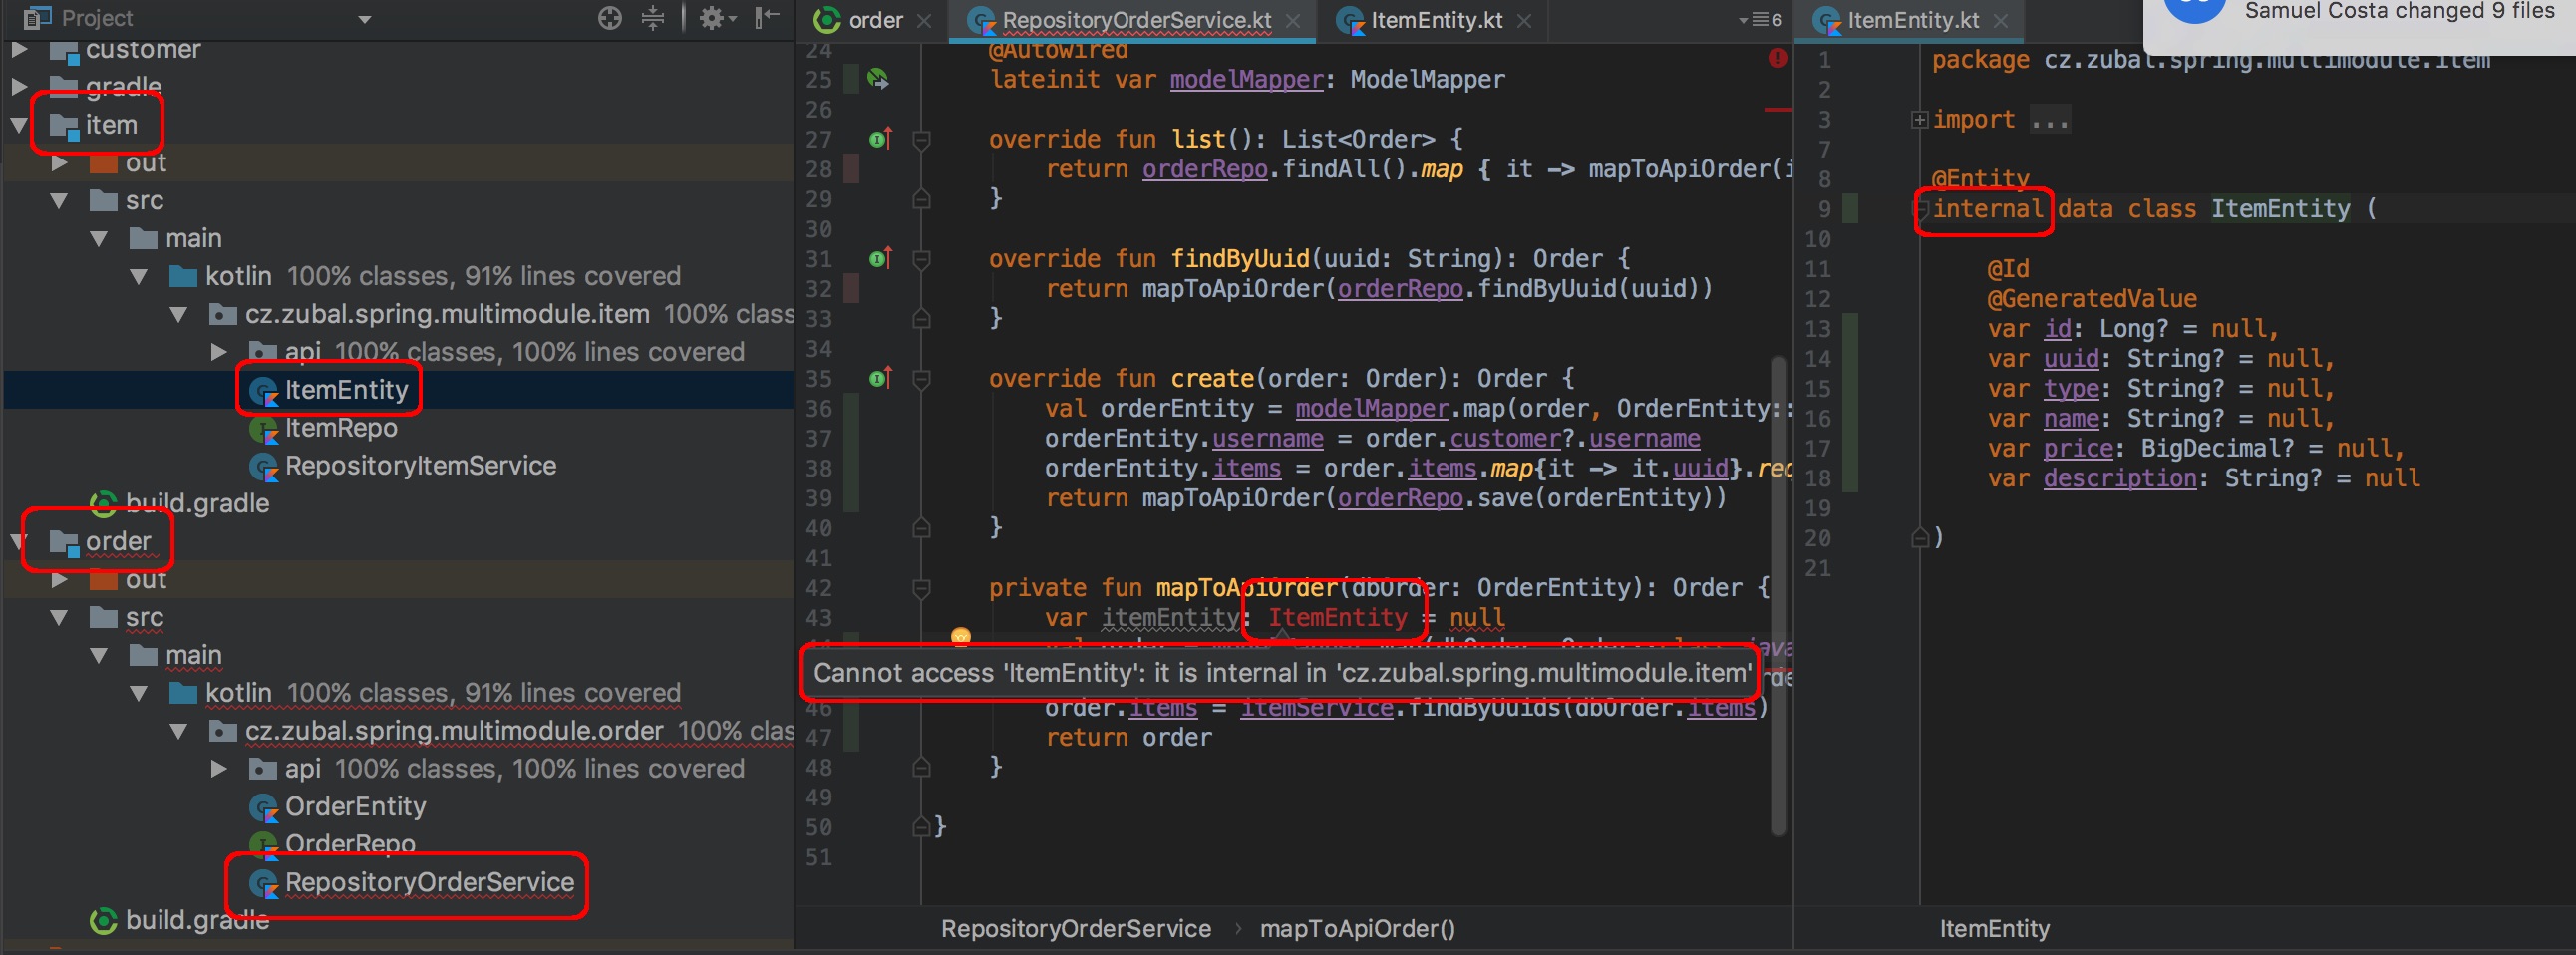 Project
customer
gradle
item
out
src
main
kotlin 100% classes, 91% lines covered
cz.zubal.spring.multimodule.item 100% class
api 100% classes, 100% lines covered
ItemEntity
ItemRepo
RepositoryItemService
build.gradle
order
out
src
main
kotlin 100% classes, 91% lines covered
cz.zubal.spring.multimodule.order 100% clas
api 100% classes, 100% lines covered
OrderEntity
OrderRepo
RepositoryOrderService
build.gradle
order
RepositoryOrderService.kt
ItemEntity.kt
6
24 @Autowired
25 lateinit var modelMapper: ModelMapper
26
27 override fun list(): List<Order> {
28 return orderRepo.findAll().map { it -> mapToApiOrder(i
29 }
30
31 override fun findByUuid(uuid: String): Order {
32 return mapToApiOrder(orderRepo.findByUuid(uuid))
33 }
34
35 override fun create(order: Order): Order {
36 val orderEntity = modelMapper.map(order, OrderEntity::
37 orderEntity.username = order.customer?.username
38 orderEntity.items = order.items.map{it -> it.uuid}.red
39 return mapToApiOrder(orderRepo.save(orderEntity))
40 }
41
42 private fun mapToApiOrder(dbOrder: OrderEntity): Order {
43 var itemEntity: ItemEntity = null
Cannot access 'ItemEntity': it is internal in 'cz.zubal.spring.multimodule.item'
46 order.items = itemService.findByUuids(dbOrder.items)
47 return order
48 }
49
50 }
51
RepositoryOrderService › mapToApiOrder()
ItemEntity.kt
Samuel Costa changed 9 files
1 package cz.zubal.spring.multimodule.item
2
3 import ...
7
8 @Entity
9 internal data class ItemEntity (
10
11 @Id
12 @GeneratedValue
13 var id: Long? = null,
14 var uuid: String? = null,
15 var type: String? = null,
16 var name: String? = null,
17 var price: BigDecimal? = null,
18 var description: String? = null
19
20 )
21
ItemEntity